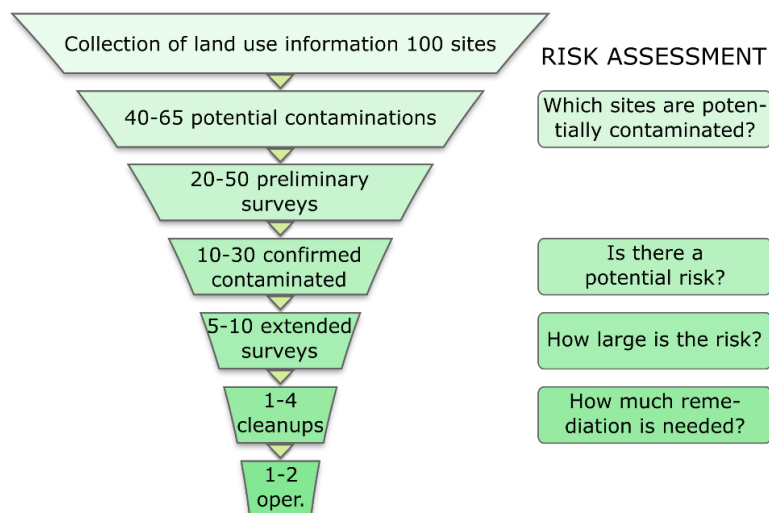 Collection of land use information 100 sites
RISK ASSESSMENT
40-65 potential contaminations
Which sites are poten-
tially contaminated?
20-50 preliminary
surveys
10-30 confirmed
contaminated
Is there a
potential risk?
5-10 extended
surveys
How large is the risk?
1-4
cleanups
How much reme-
diation is needed?
1-2
oper.